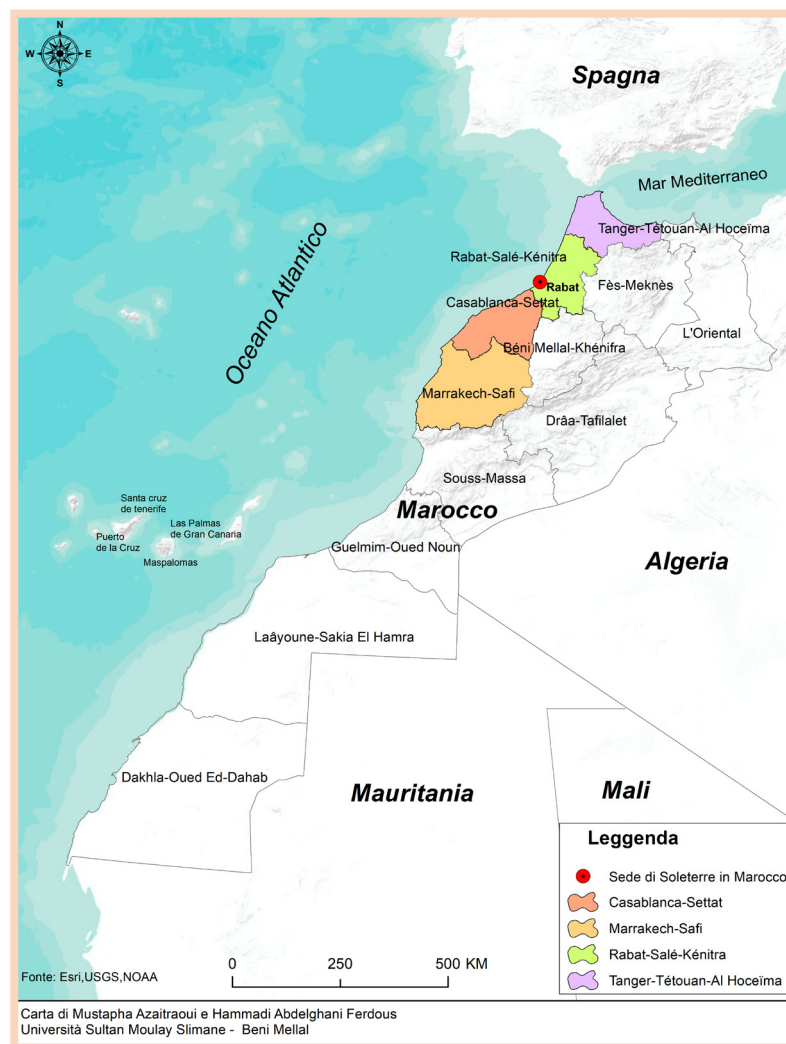 N
W
E
S
Spagna
Mar Mediterraneo
Oceano Atlantico
Tanger-Tétouan-Al Hoceïma
Rabat-Salé-Kénitra
Rabat
Fès-Meknès
Casablanca-Settat
L'Oriental
Béni Mellal-Khénifra
Marrakech-Safi
Drâa-Tafilalet
Souss-Massa
Marocco
Santa cruz
de tenerife
Las Palmas
de Gran Canaria
Puerto
de la Cruz
Maspalomas
Guelmim-Oued Noun
Algeria
Laâyoune-Sakia El Hamra
Dakhla-Oued Ed-Dahab
Mauritania
Mali
Leggenda
Sede di Soleterre in Marocco
Casablanca-Settat
Marrakech-Safi
Rabat-Salé-Kénitra
Tanger-Tétouan-Al Hoceïma
0 250 500 KM
Fonte: Esri,USGS,NOAA
Carta di Mustapha Azaitraoui e Hammadi Abdelghani Ferdous
Università Sultan Moulay Slimane - Beni Mellal